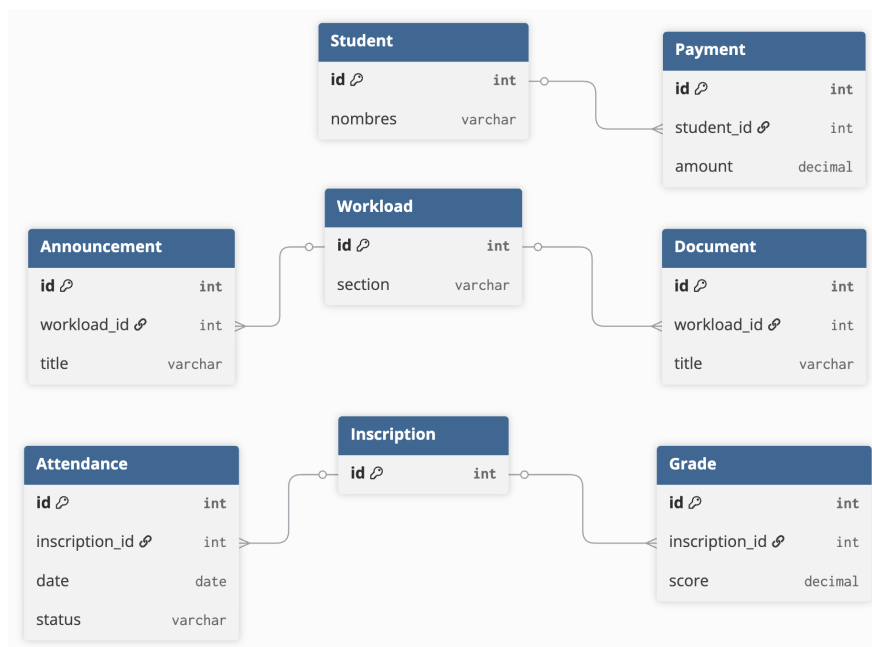 Student
id int
nombres varchar
Payment
id int
student_id int
amount decimal
Workload
id int
section varchar
Announcement
id int
workload_id int
title varchar
Document
id int
workload_id int
title varchar
Inscription
id int
Attendance
id int
inscription_id int
date date
status varchar
Grade
id int
inscription_id int
score decimal